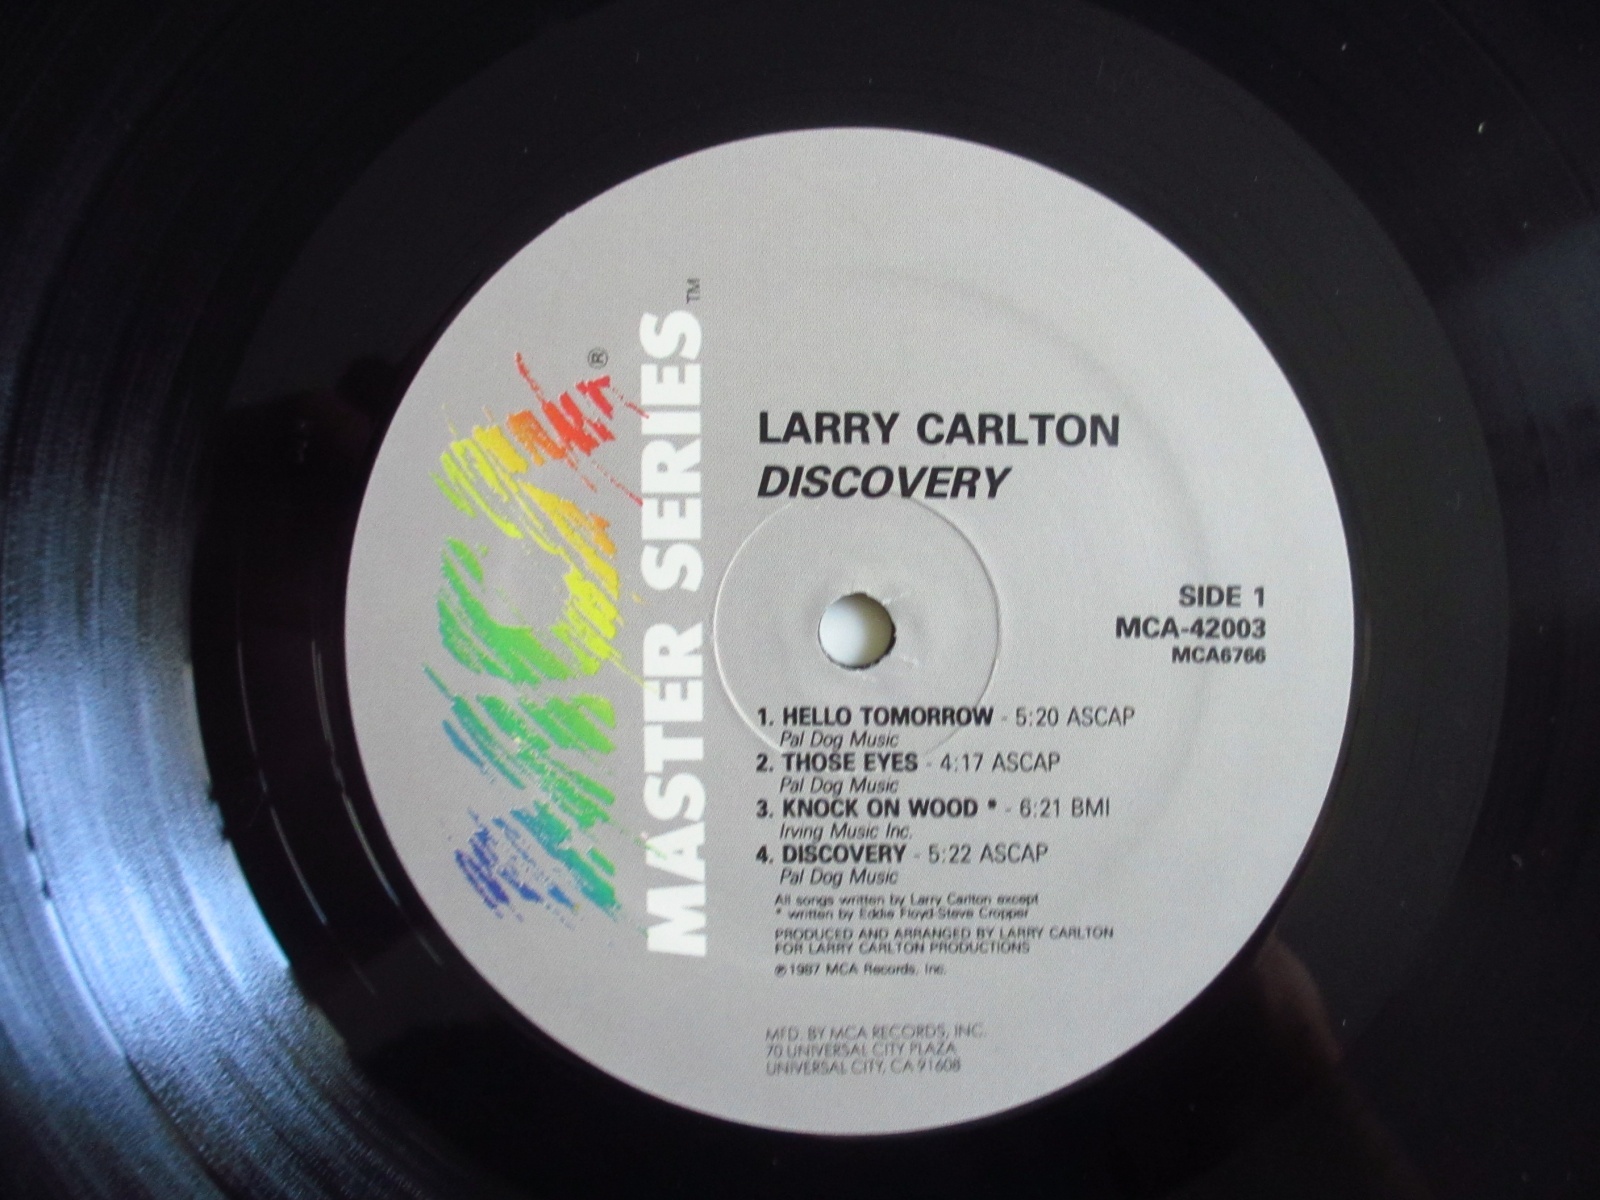 MASTER SERIES™
®
LARRY CARLTON
DISCOVERY
SIDE 1
MCA-42003
MCA6766
1. HELLO TOMORROW - 5:20 ASCAP
Pal Dog Music
2. THOSE EYES - 4:17 ASCAP
Pal Dog Music
3. KNOCK ON WOOD * - 6:21 BMI
Irving Music Inc.
4. DISCOVERY - 5:22 ASCAP
Pal Dog Music
All songs written by Larry Carlton except
* written by Eddie Floyd-Steve Cropper
PRODUCED AND ARRANGED BY LARRY CARLTON
FOR LARRY CARLTON PRODUCTIONS
℗1987 MCA Records, Inc.
MFD. BY MCA RECORDS, INC.
70 UNIVERSAL CITY PLAZA
UNIVERSAL CITY, CA 91608